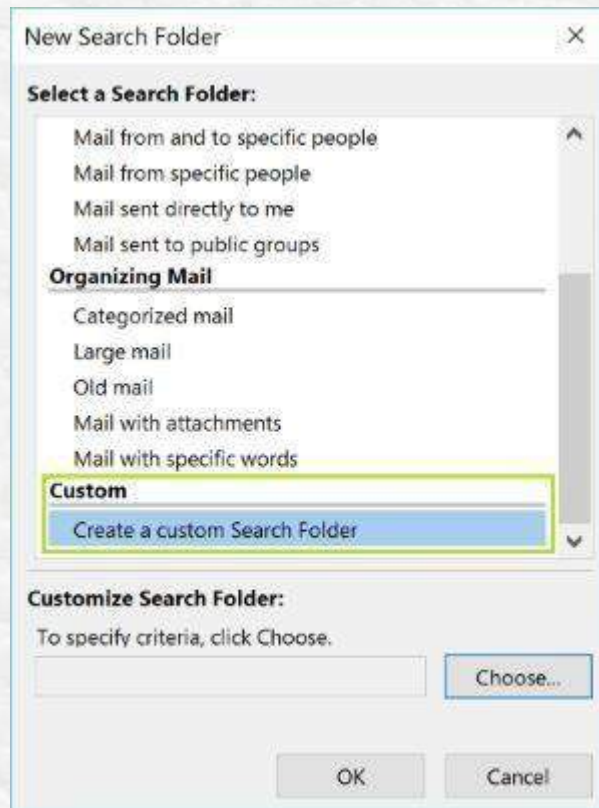 New Search Folder
Select a Search Folder:
Mail from and to specific people
Mail from specific people
Mail sent directly to me
Mail sent to public groups
Organizing Mail
Categorized mail
Large mail
Old mail
Mail with attachments
Mail with specific words
Custom
Create a custom Search Folder
Customize Search Folder:
To specify criteria, click Choose.
Choose...
OK Cancel